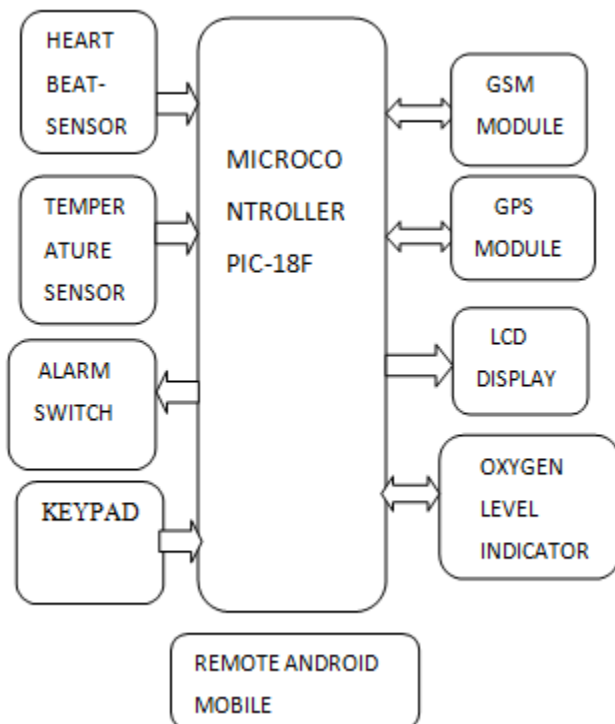 HEART
BEAT-
SENSOR
TEMPER
ATURE
SENSOR
ALARM
SWITCH
KEYPAD
MICROCO
NTROLLER
PIC-18F
GSM
MODULE
GPS
MODULE
LCD
DISPLAY
OXYGEN
LEVEL
INDICATOR
REMOTE ANDROID
MOBILE